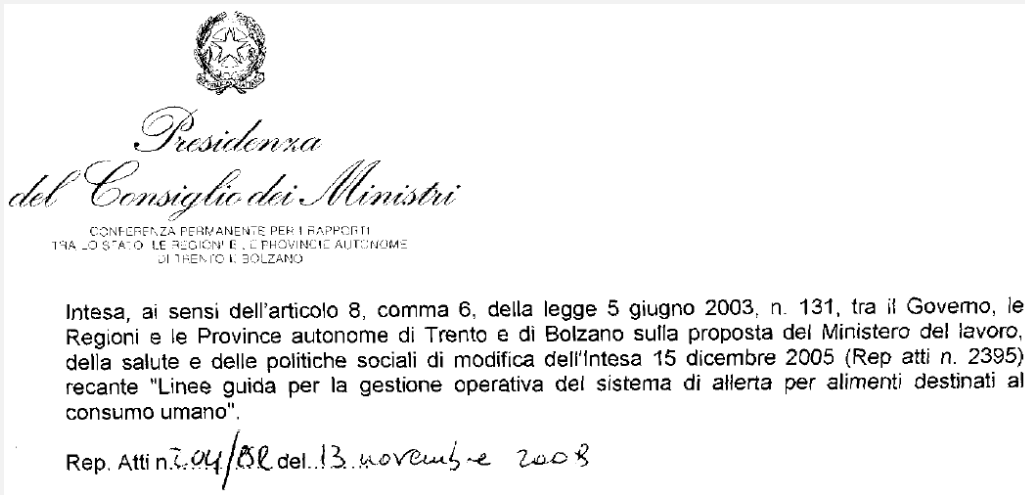 Presidenza
del Consiglio dei Ministri
CONFERENZA PERMANENTE PER I RAPPORTI
TRA LO STATO, LE REGIONI E LE PROVINCIE AUTONOME
DI TRENTO E BOLZANO
Intesa, ai sensi dell'articolo 8, comma 6, della legge 5 giugno 2003, n. 131, tra il Governo, le
Regioni e le Province autonome di Trento e di Bolzano sulla proposta del Ministero del lavoro,
della salute e delle politiche sociali di modifica dell'Intesa 15 dicembre 2005 (Rep atti n. 2395)
recante "Linee guida per la gestione operativa del sistema di allerta per alimenti destinati al
consumo umano".
Rep. Atti n. del 13 novembre 2008